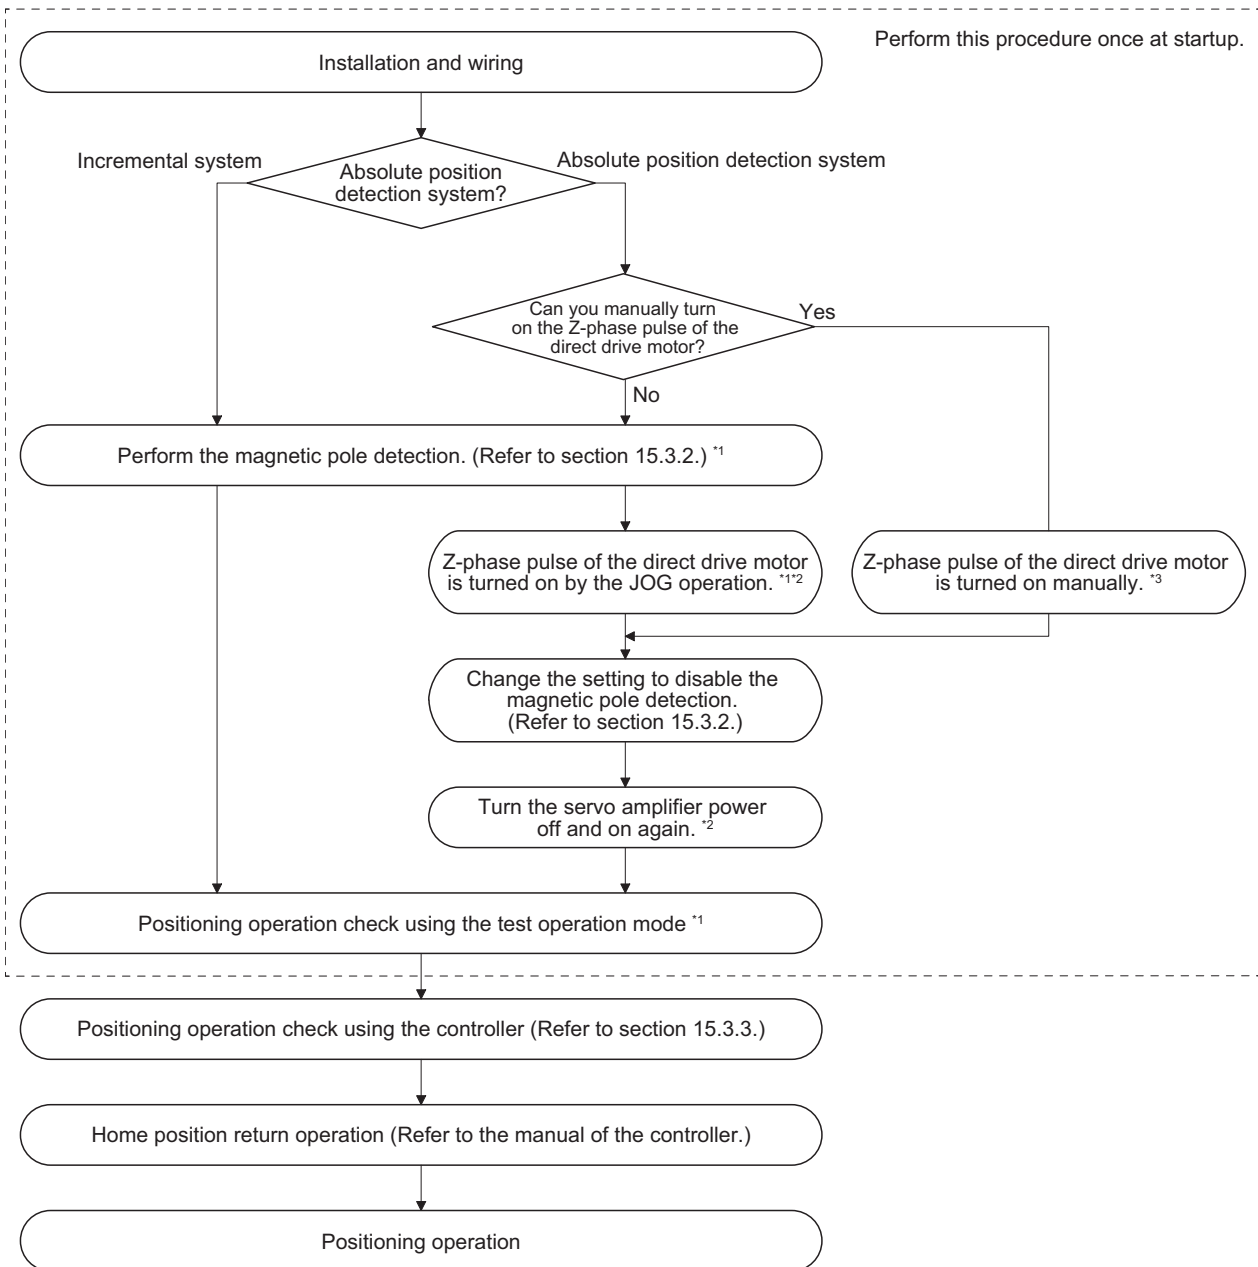 Perform this procedure once at startup.
Installation and wiring
Incremental system
Absolute position detection system
Absolute position
detection system?
Can you manually turn
on the Z-phase pulse of the
direct drive motor?
Yes
No
Perform the magnetic pole detection. (Refer to section 15.3.2.) *1
Z-phase pulse of the direct drive motor
is turned on by the JOG operation. *1*2
Z-phase pulse of the direct drive motor
is turned on manually. *3
Change the setting to disable the
magnetic pole detection.
(Refer to section 15.3.2.)
Turn the servo amplifier power
off and on again. *2
Positioning operation check using the test operation mode *1
Positioning operation check using the controller (Refer to section 15.3.3.)
Home position return operation (Refer to the manual of the controller.)
Positioning operation